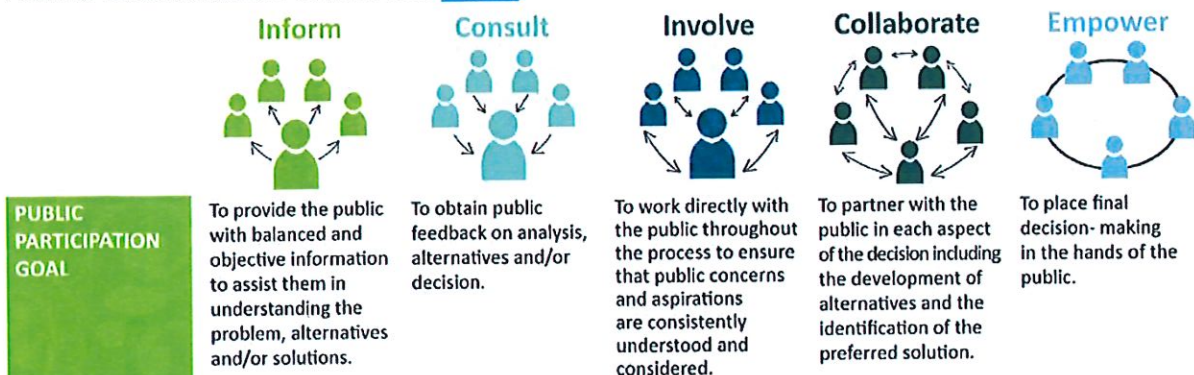 Inform
Consult
Involve
Collaborate
Empower
PUBLIC
PARTICIPATION
GOAL
To provide the public
with balanced and
objective information
to assist them in
understanding the
problem, alternatives
and/or solutions.
To obtain public
feedback on analysis,
alternatives and/or
decision.
To work directly with
the public throughout
the process to ensure
that public concerns
and aspirations
are consistently
understood and
considered.
To partner with the
public in each aspect
of the decision including
the development of
alternatives and the
identification of the
preferred solution.
To place final
decision- making
in the hands of the
public.